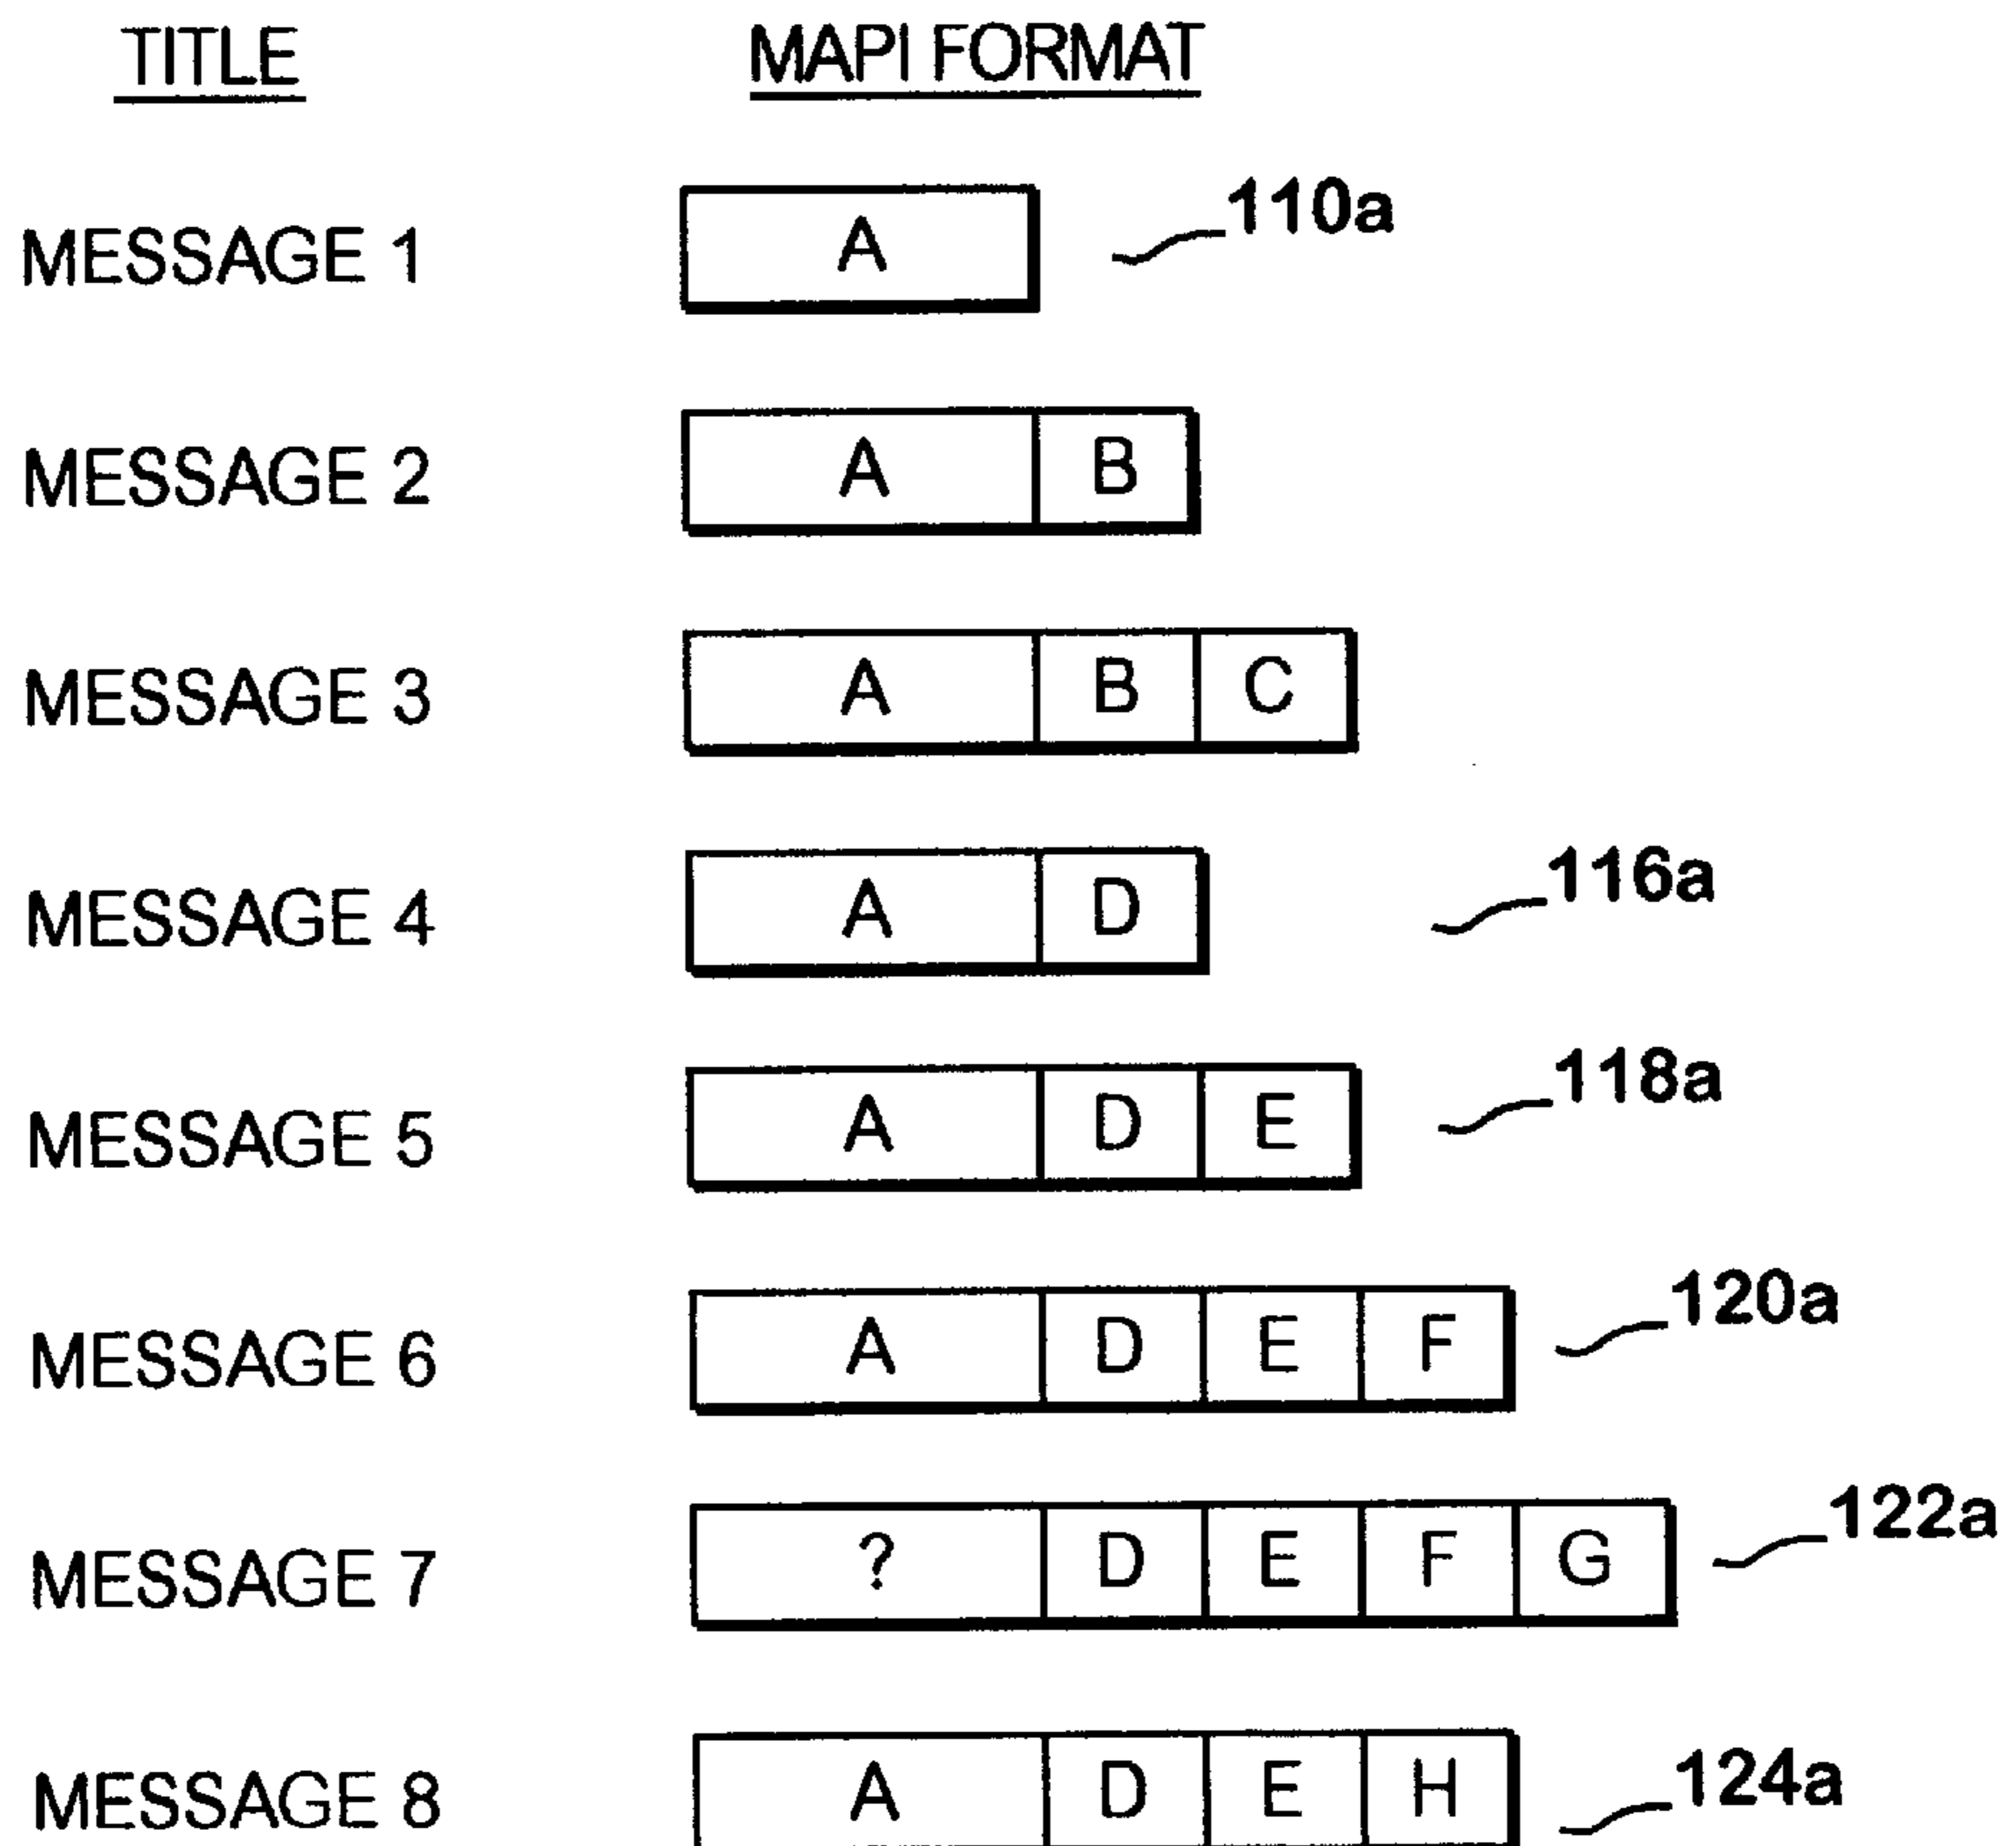 TITLE MAPI FORMAT
MESSAGE 1 A 110a
MESSAGE 2 A B
MESSAGE 3 A B C
MESSAGE 4 A D 116a
MESSAGE 5 A D E 118a
MESSAGE 6 A D E F 120a
MESSAGE 7 ? D E F G 122a
MESSAGE 8 A D E H 124a